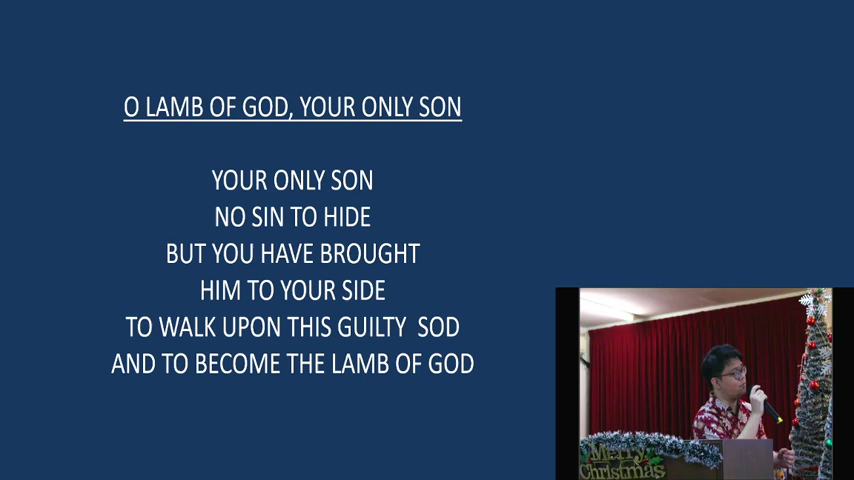 O LAMB OF GOD, YOUR ONLY SON
YOUR ONLY SON
NO SIN TO HIDE
BUT YOU HAVE BROUGHT
HIM TO YOUR SIDE
TO WALK UPON THIS GUILTY SOD
AND TO BECOME THE LAMB OF GOD
Merry
Christmas